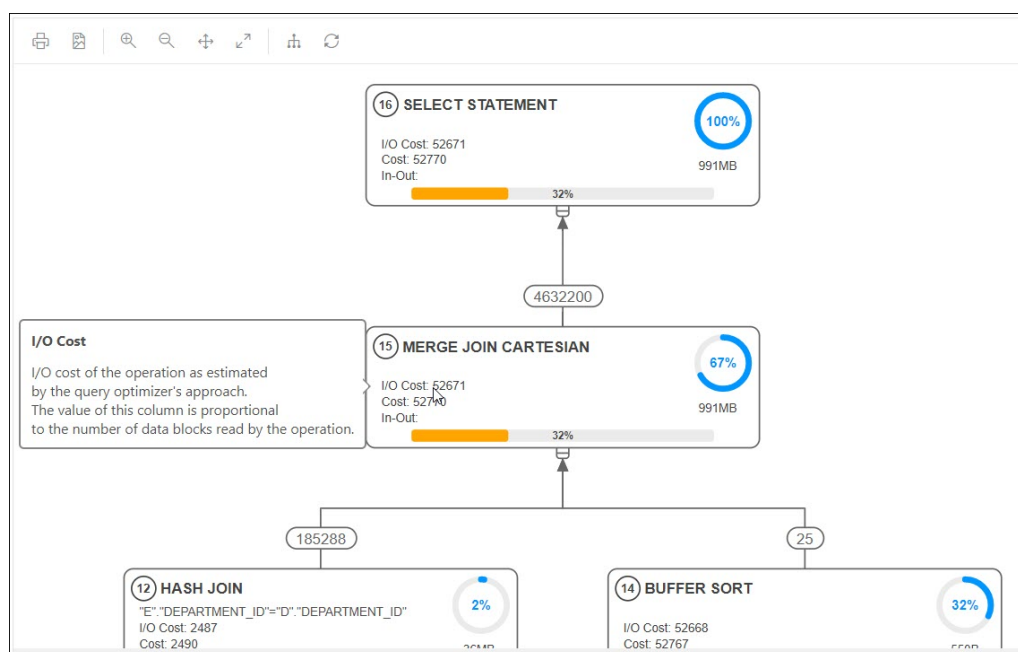 16 SELECT STATEMENT
100%
I/O Cost: 52671
Cost: 52770
In-Out:
991MB
32%
4632200
I/O Cost
I/O cost of the operation as estimated
by the query optimizer's approach.
The value of this column is proportional
to the number of data blocks read by the operation.
15 MERGE JOIN CARTESIAN
67%
I/O Cost: 52671
Cost: 52770
In-Out:
991MB
32%
185288
25
12 HASH JOIN
"E"."DEPARTMENT_ID"="D"."DEPARTMENT_ID"
2%
I/O Cost: 2487
Cost: 2490
14 BUFFER SORT
32%
I/O Cost: 52668
Cost: 52767